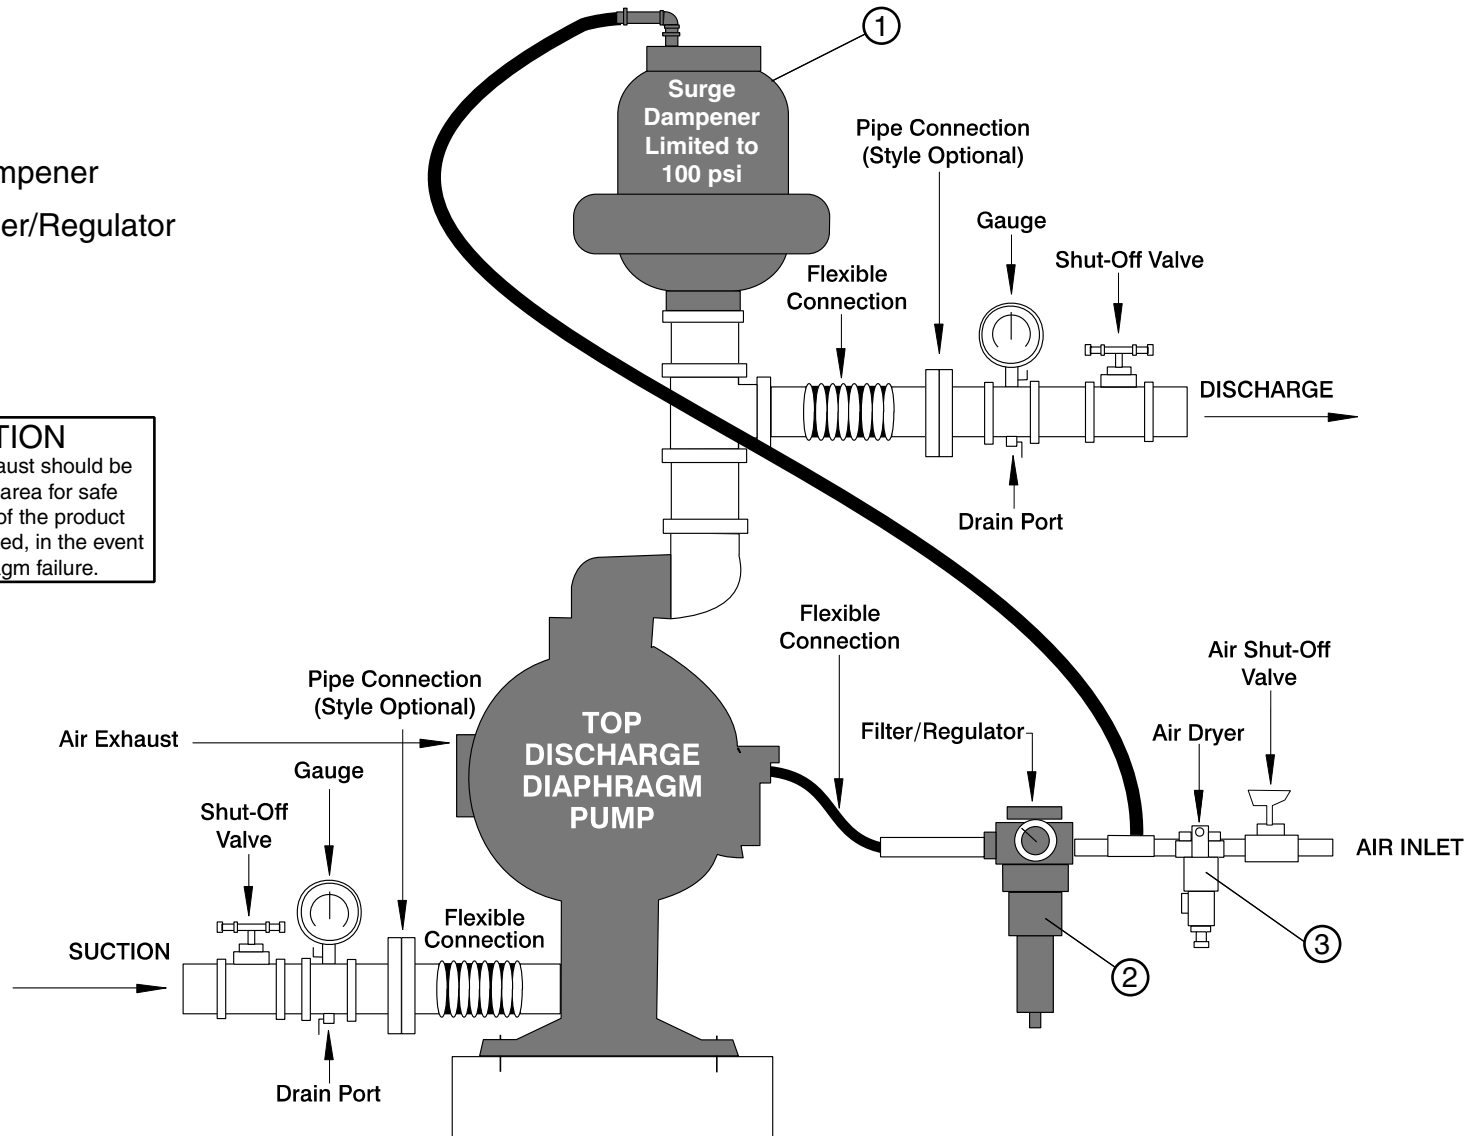 1
Surge
Dampener
Limited to
100 psi
Pipe Connection
(Style Optional)
mpener
er/Regulator
Gauge
Shut-Off Valve
Flexible
Connection
DISCHARGE
TION
aust should be
area for safe
of the product
ed, in the event
agm failure.
Drain Port
Flexible
Connection
Air Shut-Off
Valve
Pipe Connection
(Style Optional)
Air Exhaust
TOP
DISCHARGE
DIAPHRAGM
PUMP
Filter/Regulator
Air Dryer
Gauge
Shut-Off
Valve
AIR INLET
Flexible
Connection
SUCTION
3
2
Drain Port